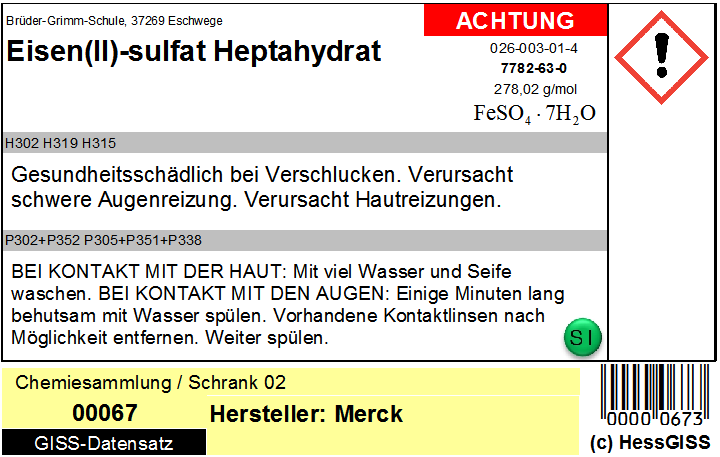 Brüder-Grimm-Schule, 37269 Eschwege
ACHTUNG
Eisen(II)-sulfat Heptahydrat
026-003-01-4
7782-63-0
278,02 g/mol
FeSO₄ · 7H₂O
H302 H319 H315
Gesundheitsschädlich bei Verschlucken. Verursacht
schwere Augenreizung. Verursacht Hautreizungen.
P302+P352 P305+P351+P338
BEI KONTAKT MIT DER HAUT: Mit viel Wasser und Seife
waschen. BEI KONTAKT MIT DEN AUGEN: Einige Minuten lang
behutsam mit Wasser spülen. Vorhandene Kontaktlinsen nach
Möglichkeit entfernen. Weiter spülen.
SI
Chemiesammlung / Schrank 02
00067
Hersteller: Merck
GISS-Datensatz
0000 0673
(c) HessGISS